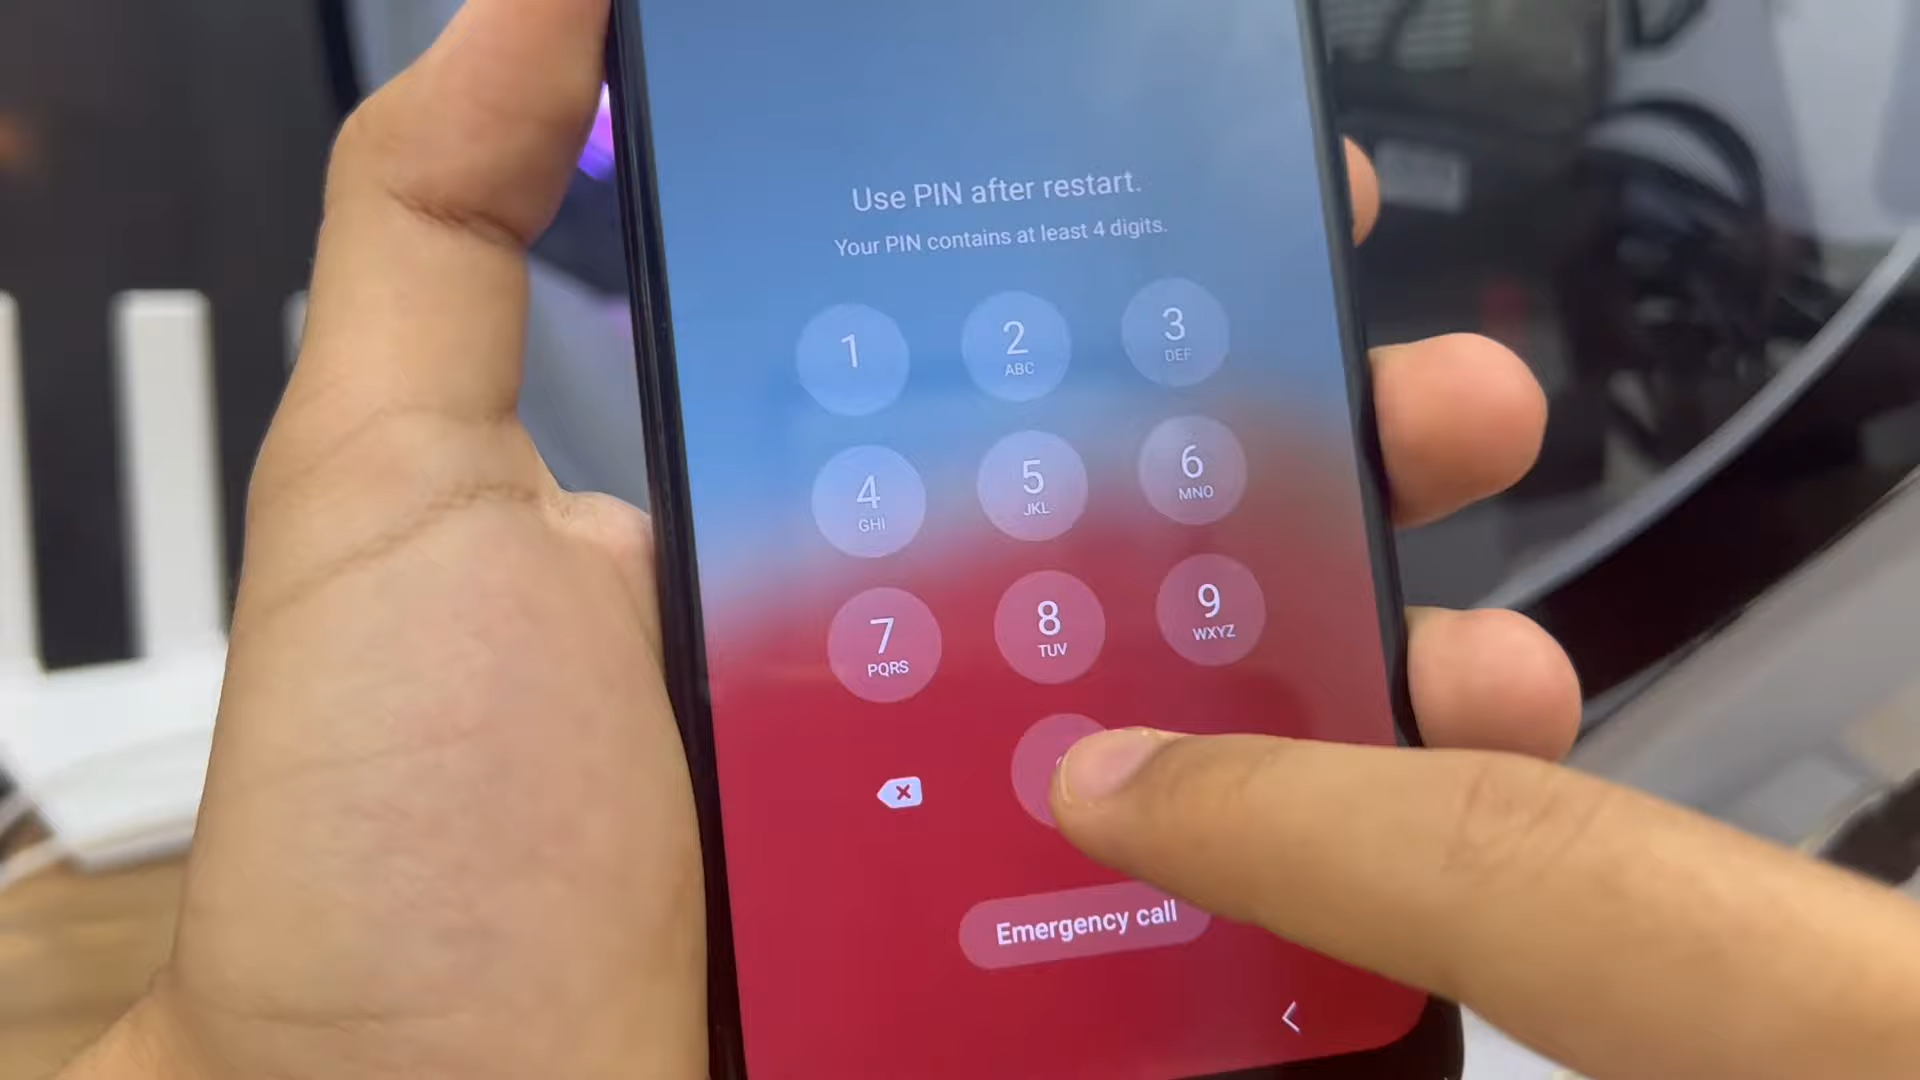 Use PIN after restart.
Your PIN contains at least 4 digits.
1 2 3
ABC DEF
4 5 6
GHI JKL MNO
7 8 9
PQRS TUV WXYZ
Emergency call